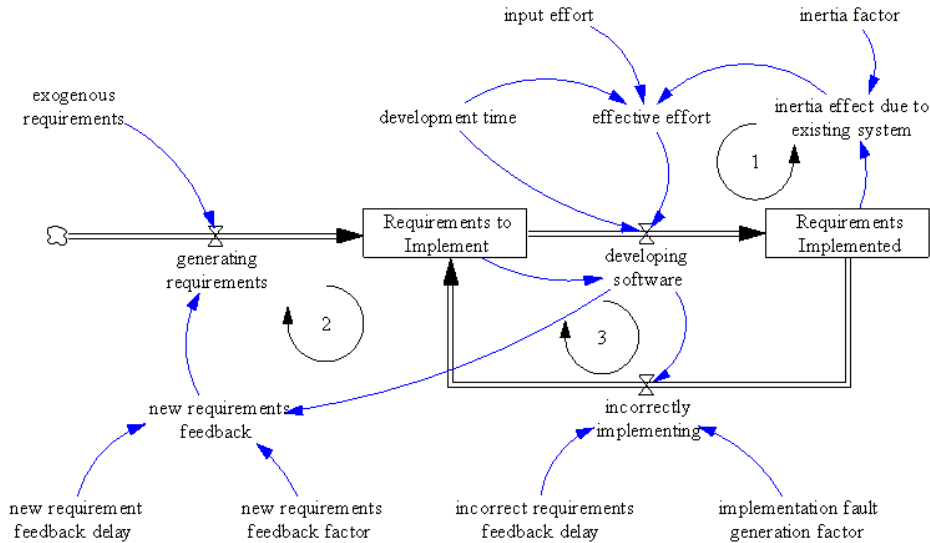 input effort
inertia factor
exogenous
requirements
development time
effective effort
inertia effect due to
existing system
1
Requirements to
Implement
Requirements
Implemented
generating
requirements
developing
software
2
3
new requirements
feedback
incorrectly
implementing
new requirement
feedback delay
new requirements
feedback factor
incorrect requirements
feedback delay
implementation fault
generation factor